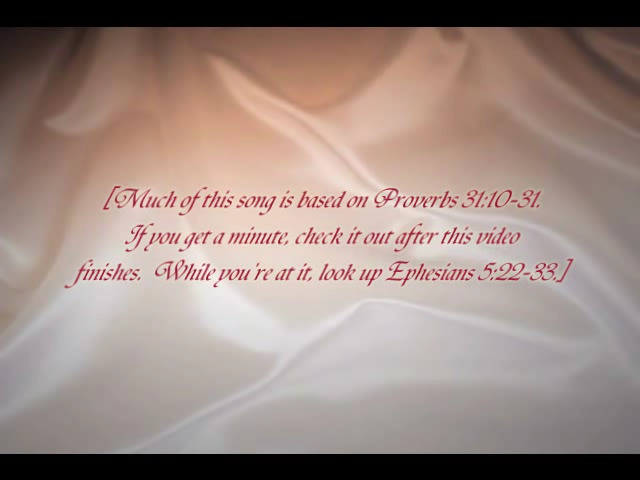 [Much of this song is based on Proverbs 31:10-31.
If you get a minute, check it out after this video
finishes. While you're at it, look up Ephesians 5:22-33.]